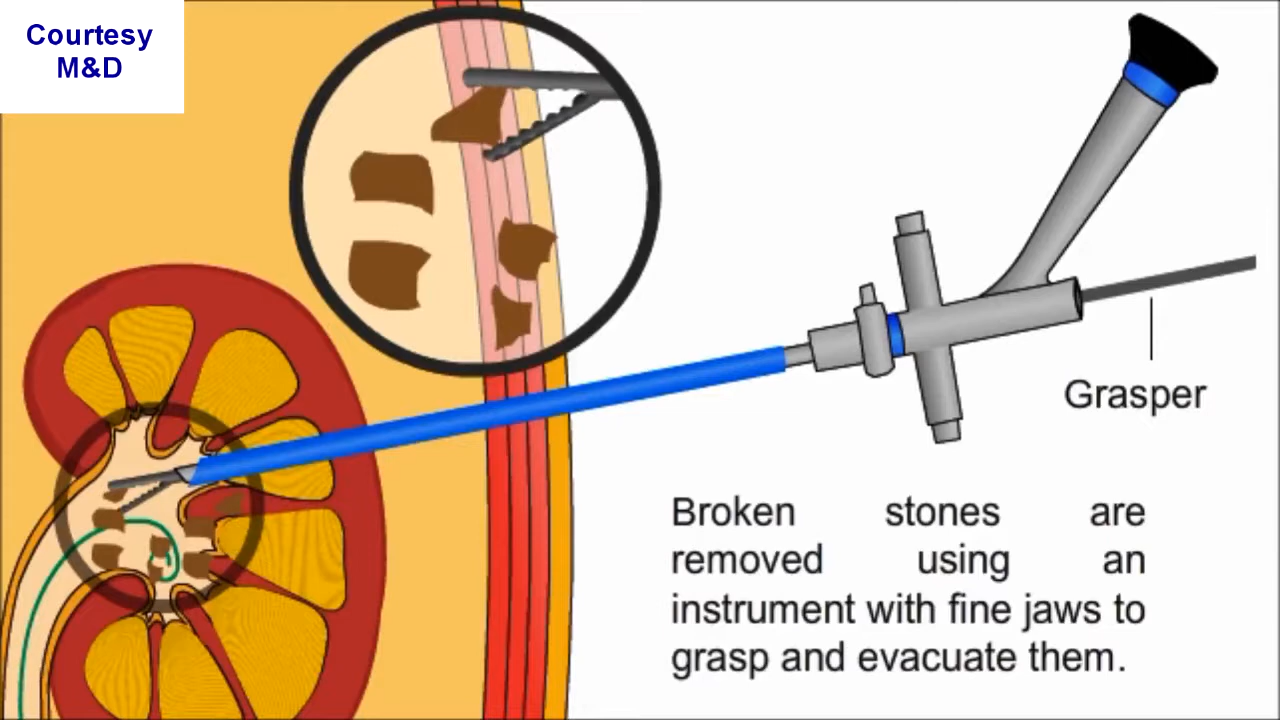 Courtesy
M&D
Grasper
Broken stones are
removed using an
instrument with fine jaws to
grasp and evacuate them.